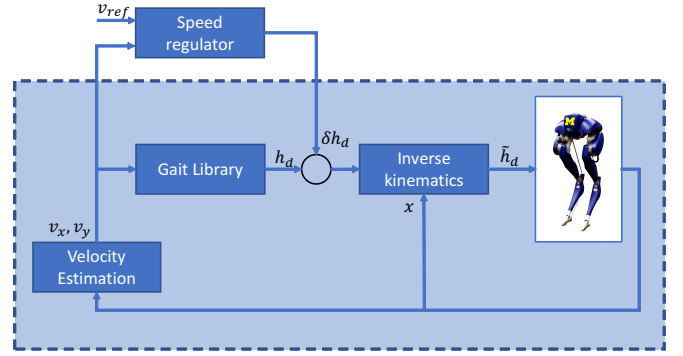 v_ref
Speed
regulator
δh_d
h_d
Gait Library
Inverse
kinematics
h̃_d
M
x
v_x, v_y
Velocity
Estimation